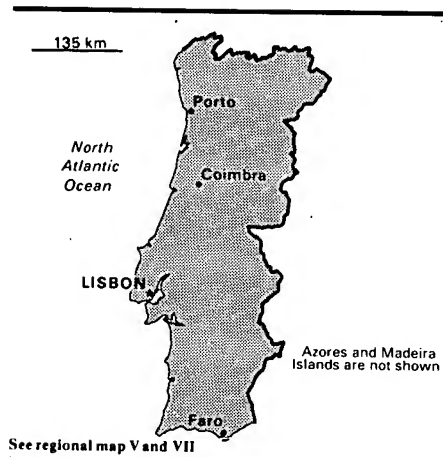 135 km
Porto
North
Atlantic
Ocean
Coimbra
LISBON
Azores and Madeira
Islands are not shown
Faro
See regional map V and VII